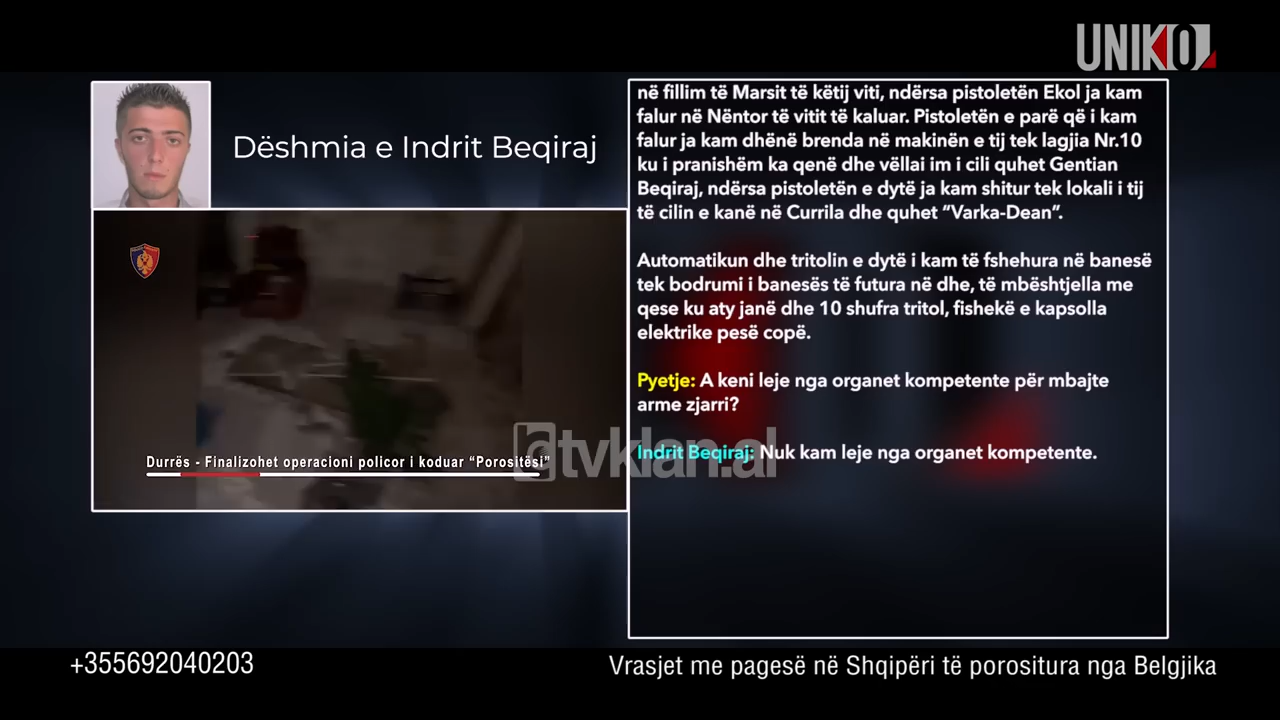 UNIKO
Dëshmia e Indrit Beqiraj
Durrës - Finalizohet operacioni policor i koduar “Porositësi”
në fillim të Marsit të këtij viti, ndërsa pistoletën Ekol ja kam
falur në Nëntor të vitit të kaluar. Pistoletën e parë që i kam
falur ja kam dhënë brenda në makinën e tij tek lagjia Nr.10
ku i pranishëm ka qenë dhe vëllai im i cili quhet Gentian
Beqiraj, ndërsa pistoletën e dytë ja kam shitur tek lokali i tij
të cilin e kanë në Currila dhe quhet “Varka-Dean”.
Automatikun dhe tritolin e dytë i kam të fshehura në banesë
tek bodrumi i banesës të futura në dhe, të mbështjella me
qese ku aty janë dhe 10 shufra tritol, fishekë e kapsolla
elektrike pesë copë.
Pyetje: A keni leje nga organet kompetente për mbajte
arme zjarri?
Indrit Beqiraj: Nuk kam leje nga organet kompetente.
tvklan.al
+355692040203
Vrasjet me pagesë në Shqipëri të porositura nga Belgjika